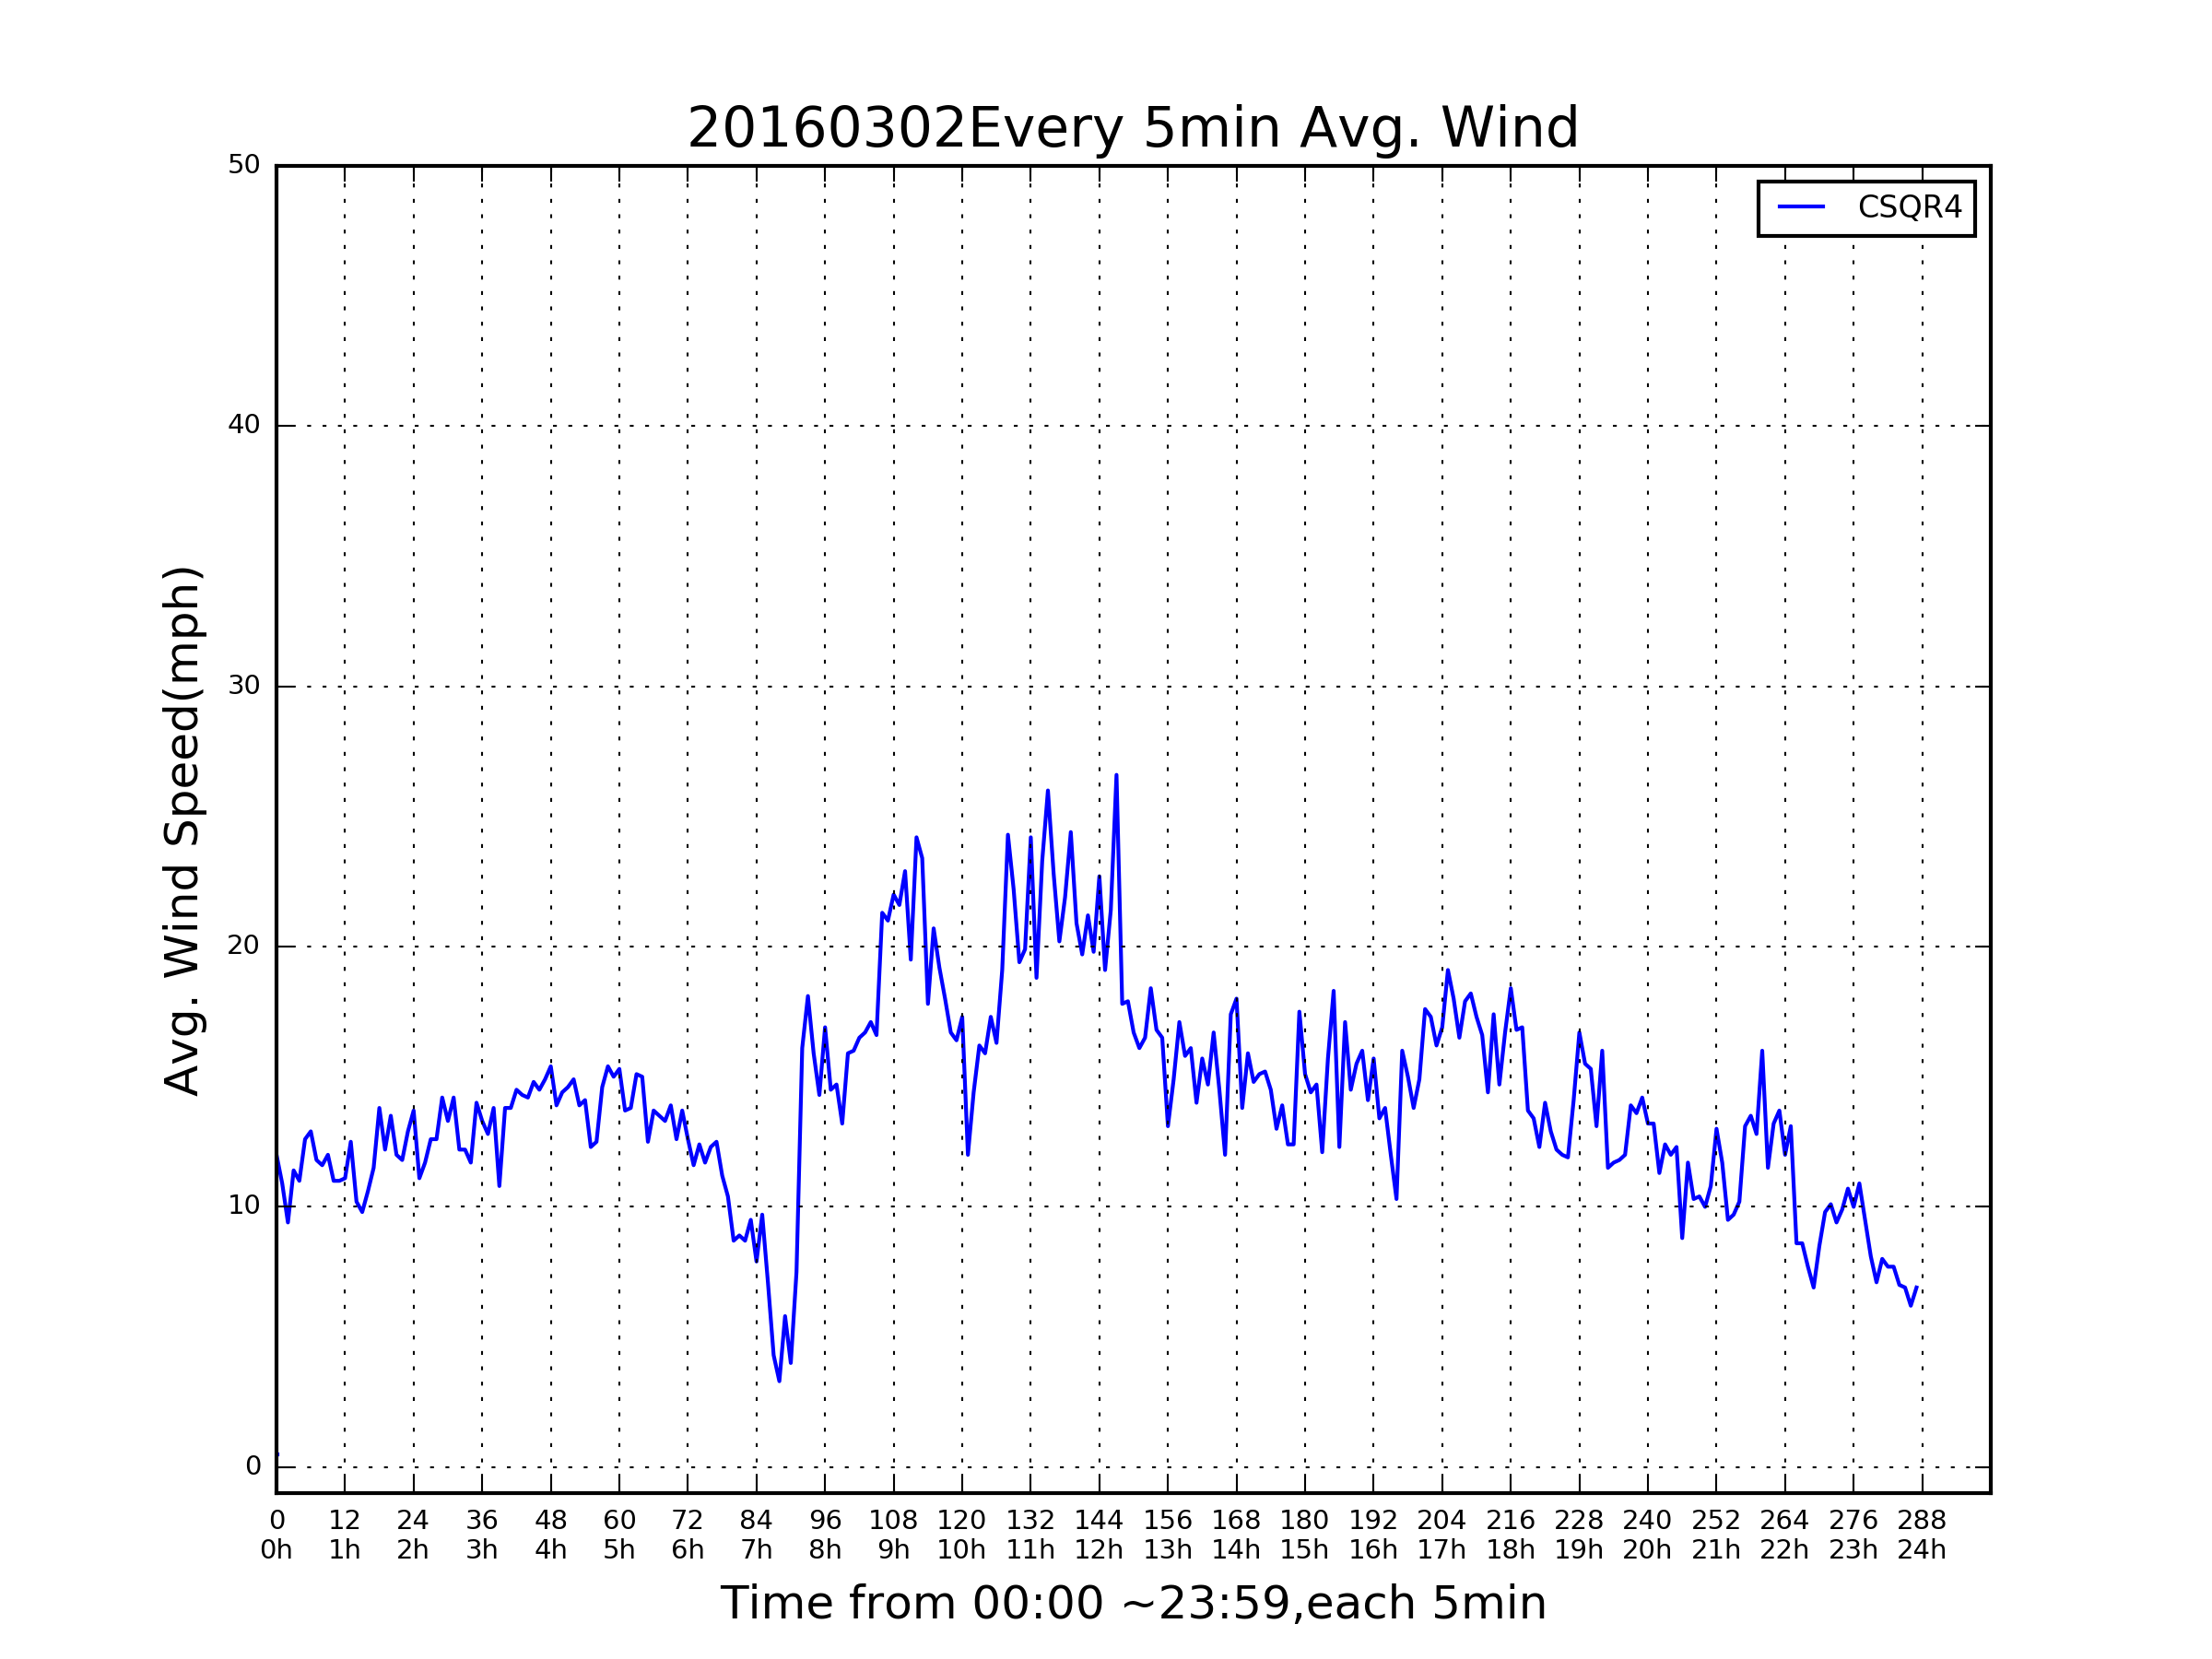 20160302Every 5min Avg. Wind
CSQR4
Avg. Wind Speed(mph)
50
40
30
20
10
0
0 12 24 36 48 60 72 84 96 108 120 132 144 156 168 180 192 204 216 228 240 252 264 276 288
0h 1h 2h 3h 4h 5h 6h 7h 8h 9h 10h 11h 12h 13h 14h 15h 16h 17h 18h 19h 20h 21h 22h 23h 24h
Time from 00:00 ~23:59,each 5min